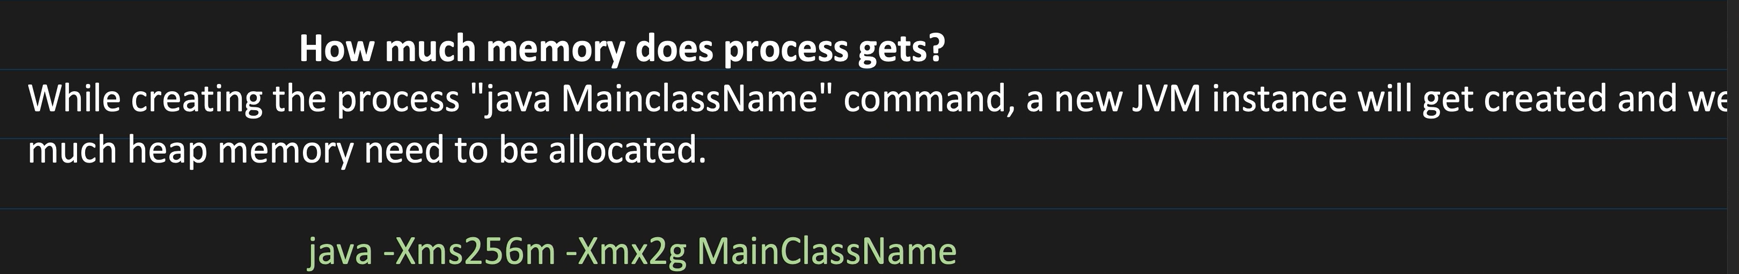 How much memory does process gets?
While creating the process "java MainclassName" command, a new JVM instance will get created and we
much heap memory need to be allocated.
java -Xms256m -Xmx2g MainClassName